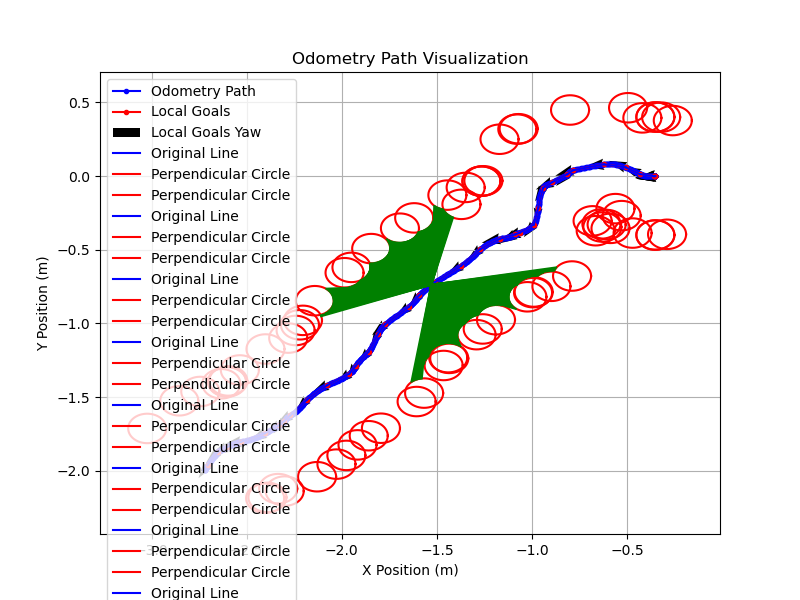 Odometry Path Visualization
Y Position (m)
0.5
0.0
−0.5
−1.0
−1.5
−2.0
Odometry Path
Local Goals
Local Goals Yaw
Original Line
Perpendicular Circle
Perpendicular Circle
Original Line
Perpendicular Circle
Perpendicular Circle
Original Line
Perpendicular Circle
Perpendicular Circle
Original Line
Perpendicular Circle
Perpendicular Circle
Original Line
Perpendicular Circle
Perpendicular Circle
Original Line
Perpendicular Circle
Perpendicular Circle
Original Line
Perpendicular Circle
Perpendicular Circle
Original Line
−2.0
−1.5
−1.0
−0.5
X Position (m)